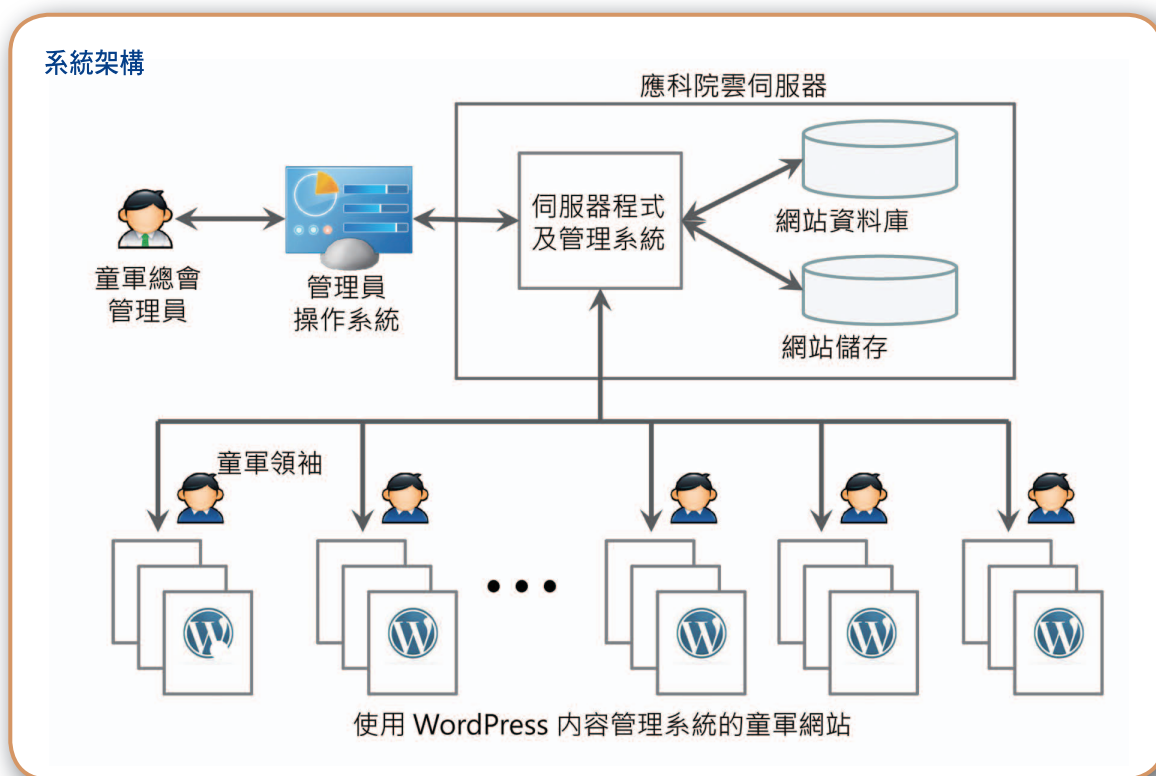 系統架構
應科院雲伺服器
伺服器程式
及管理系統
網站資料庫
網站儲存
童軍總會
管理員
管理員
操作系統
童軍領袖
W
W
W
W
W
使用 WordPress 內容管理系統的童軍網站